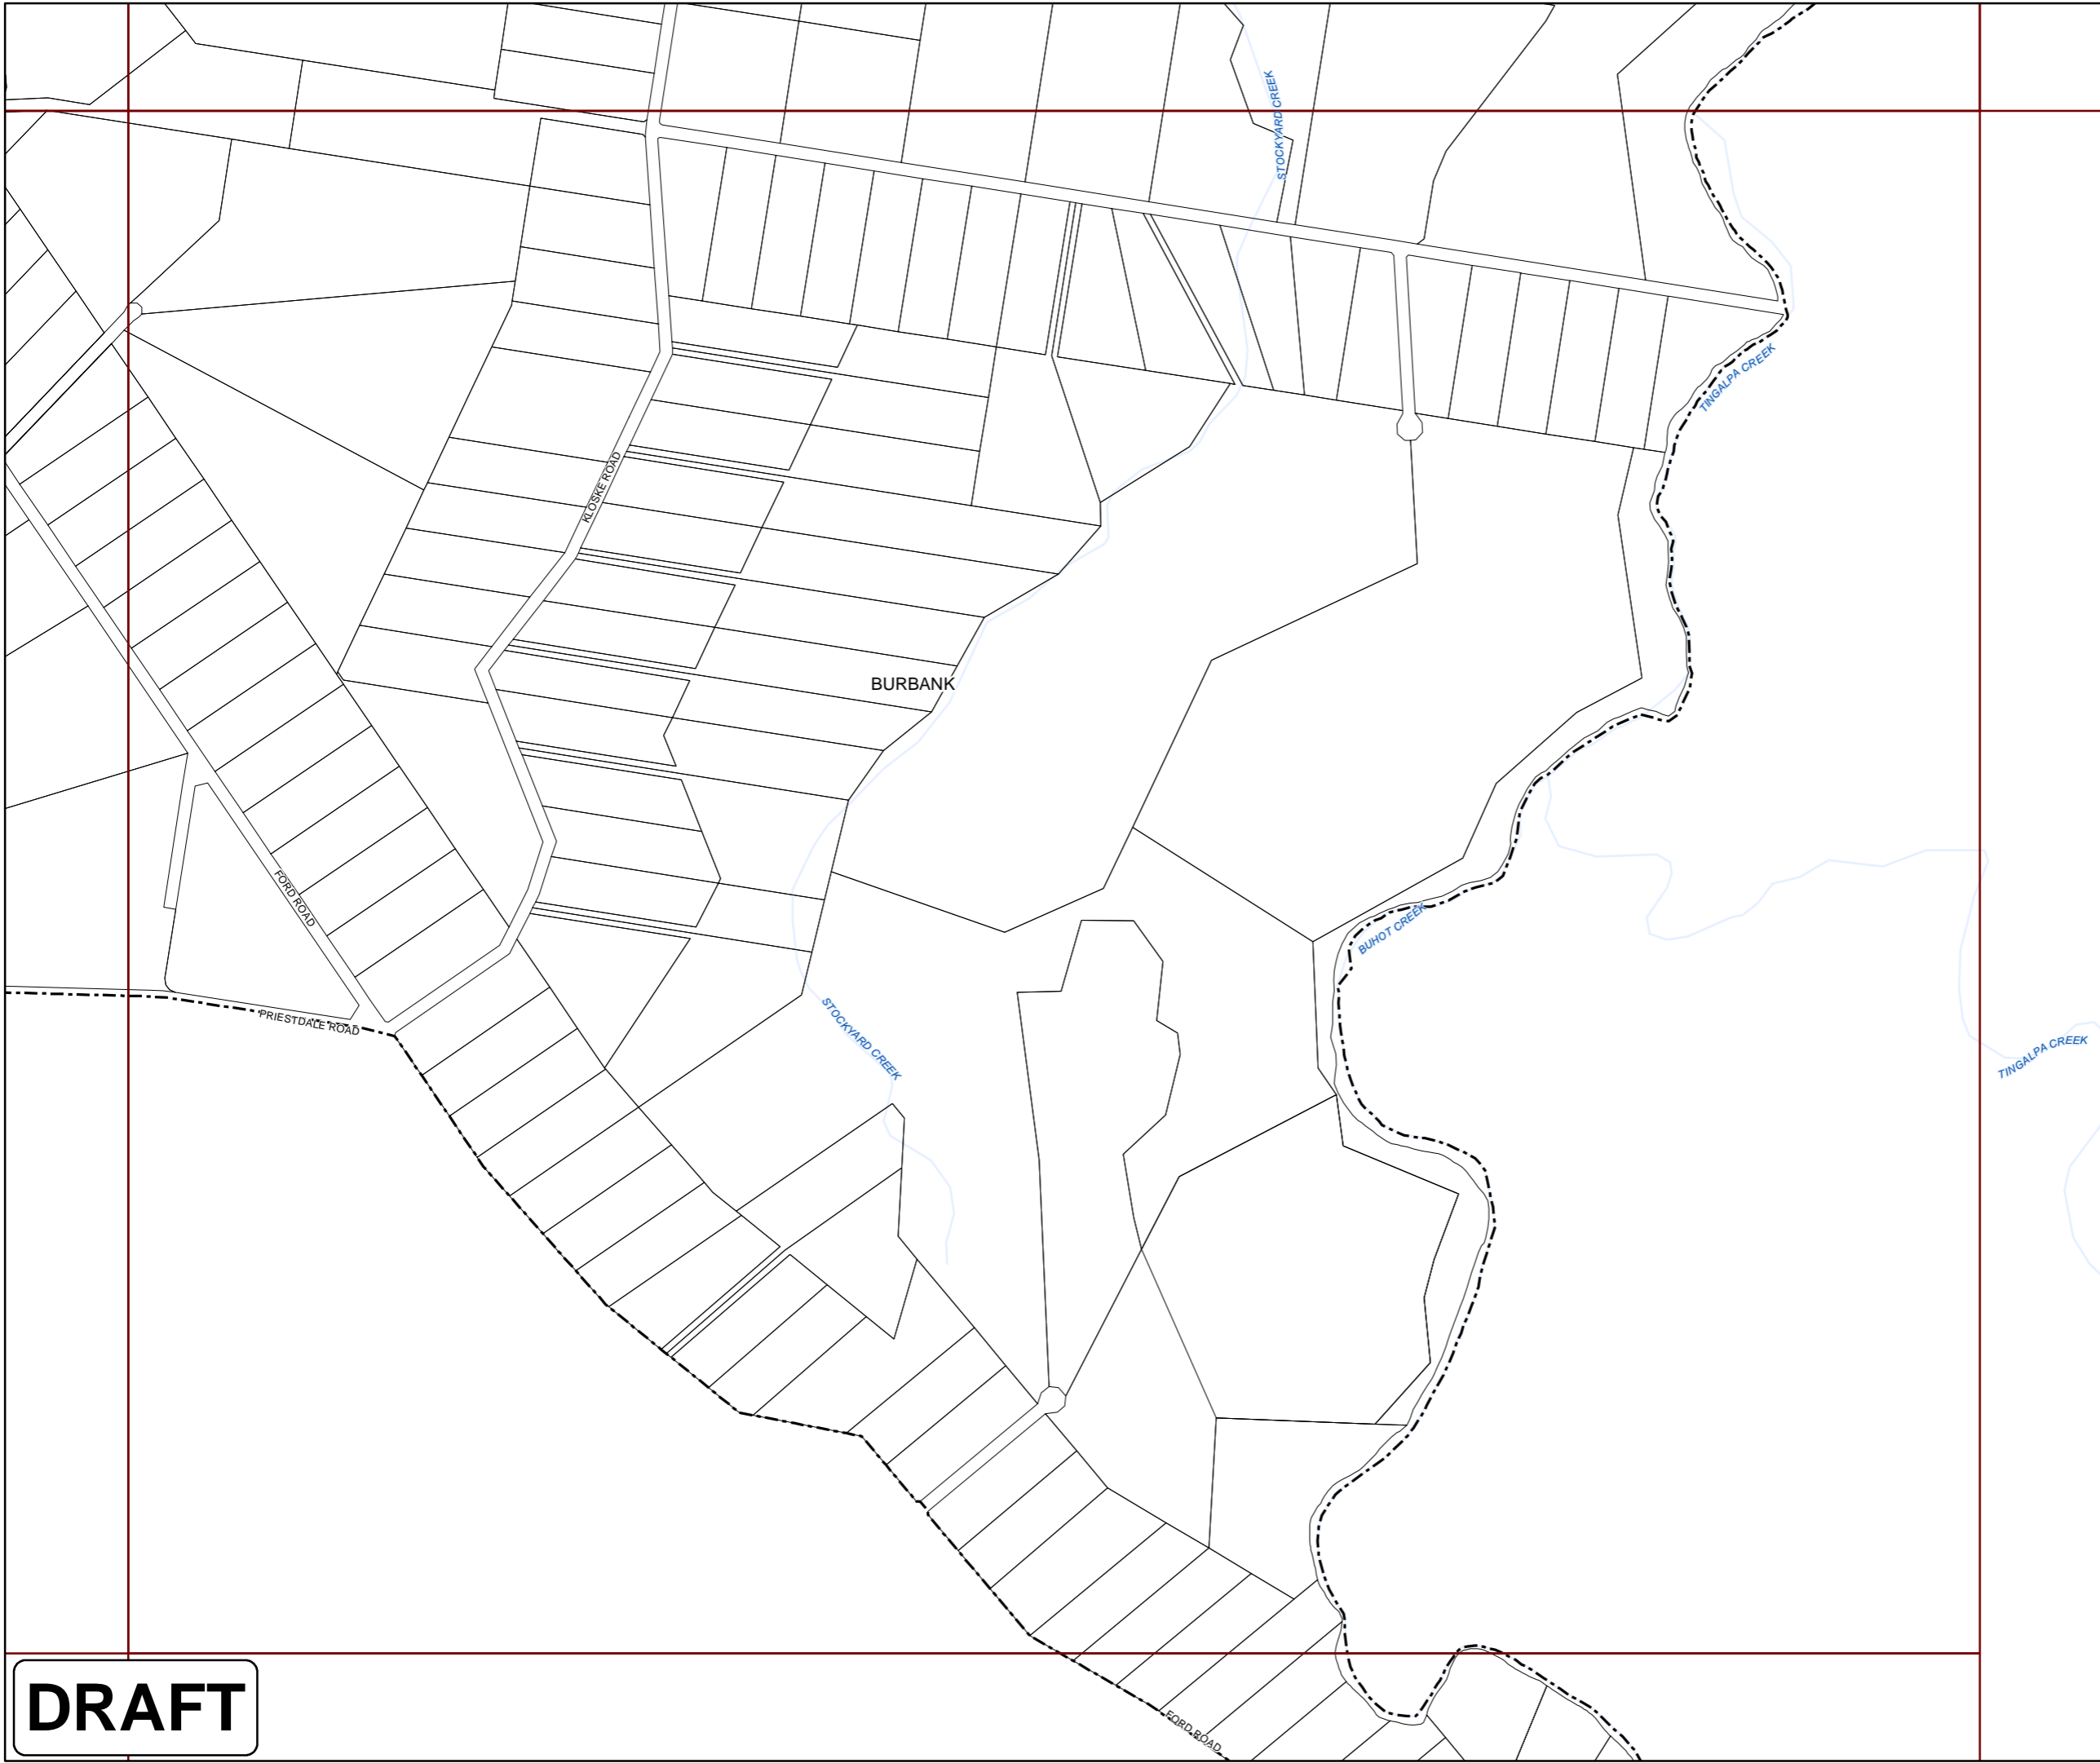 STOCKYARD CREEK
TINGALPA CREEK
KLOSKE ROAD
BURBANK
FORD ROAD
BUHOT CREEK
PRIESTDALE ROAD
STOCKYARD CREEK
TINGALPA CREEK
DRAFT
FORD ROAD